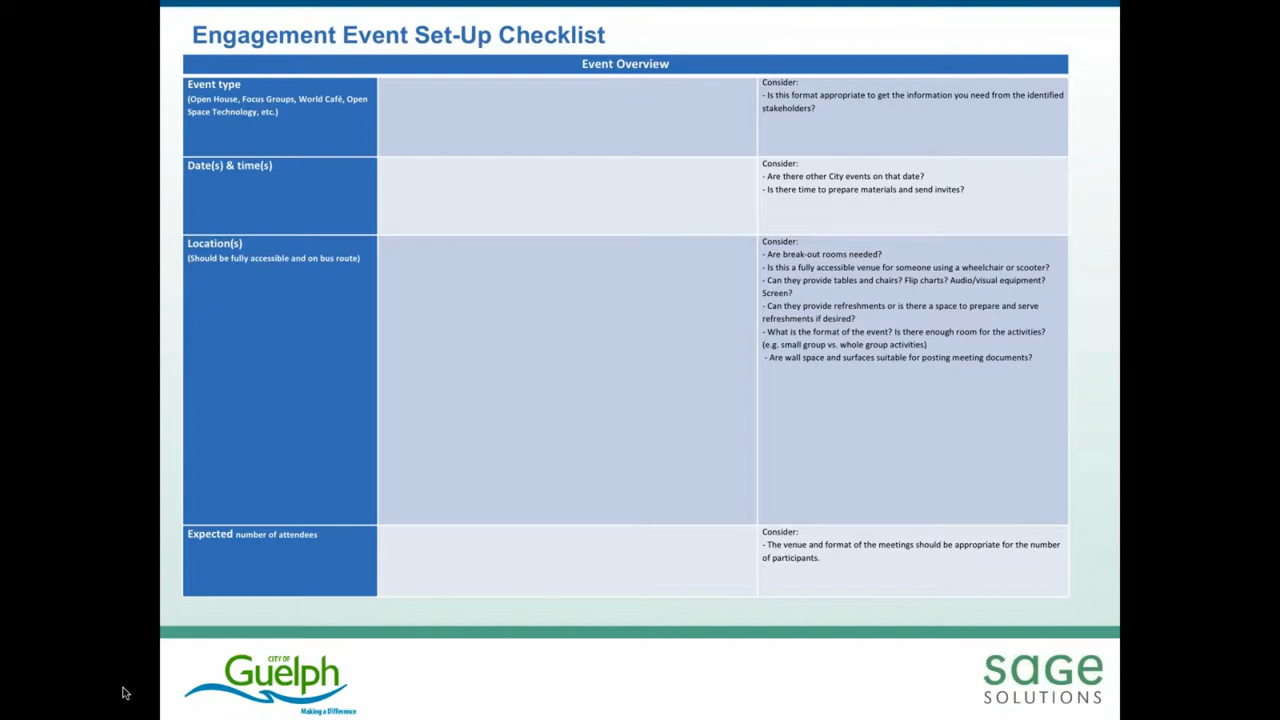 Engagement Event Set-Up Checklist
Event Overview
Event type
(Open House, Focus Groups, World Café, Open
Space Technology, etc.)
Consider:
- Is this format appropriate to get the information you need from the identified
stakeholders?
Date(s) & time(s)
Consider:
- Are there other City events on that date?
- Is there time to prepare materials and send invites?
Location(s)
(Should be fully accessible and on bus route)
Consider:
- Are break-out rooms needed?
- Is this a fully accessible venue for someone using a wheelchair or scooter?
- Can they provide tables and chairs? Flip charts? Audio/visual equipment?
Screen?
- Can they provide refreshments or is there a space to prepare and serve
refreshments if desired?
- What is the format of the event? Is there enough room for the activities?
(e.g. small group vs. whole group activities)
- Are wall space and surfaces suitable for posting meeting documents?
Expected number of attendees
Consider:
- The venue and format of the meetings should be appropriate for the number
of participants.
CITY OF
Guelph
Making a Difference
sage
SOLUTIONS